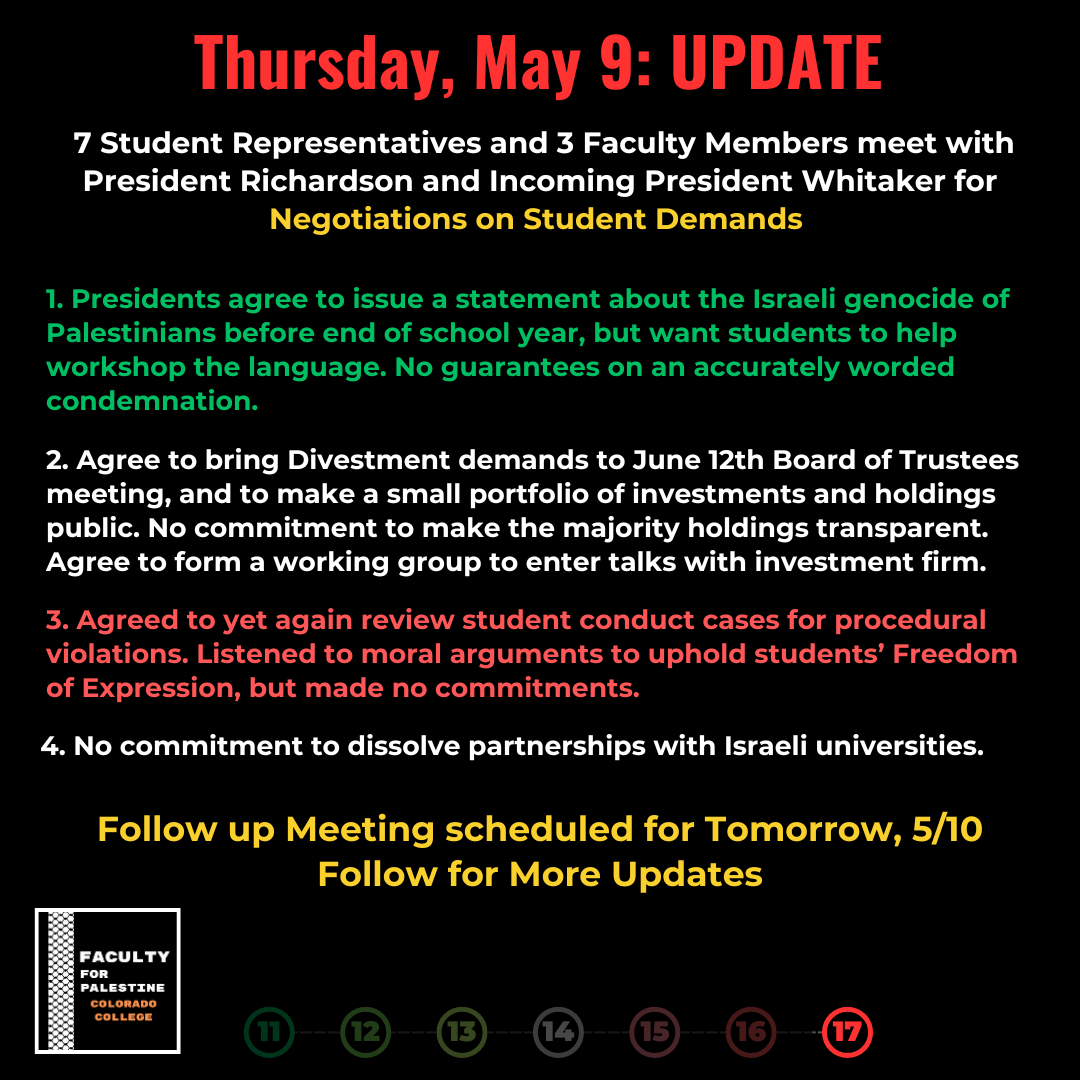 Thursday, May 9: UPDATE
7 Student Representatives and 3 Faculty Members meet with
President Richardson and Incoming President Whitaker for
Negotiations on Student Demands
1. Presidents agree to issue a statement about the Israeli genocide of
Palestinians before end of school year, but want students to help
workshop the language. No guarantees on an accurately worded
condemnation.
2. Agree to bring Divestment demands to June 12th Board of Trustees
meeting, and to make a small portfolio of investments and holdings
public. No commitment to make the majority holdings transparent.
Agree to form a working group to enter talks with investment firm.
3. Agreed to yet again review student conduct cases for procedural
violations. Listened to moral arguments to uphold students’ Freedom
of Expression, but made no commitments.
4. No commitment to dissolve partnerships with Israeli universities.
Follow up Meeting scheduled for Tomorrow, 5/10
Follow for More Updates
FACULTY
FOR
PALESTINE
COLORADO
COLLEGE
11 12 13 14 15 16 17